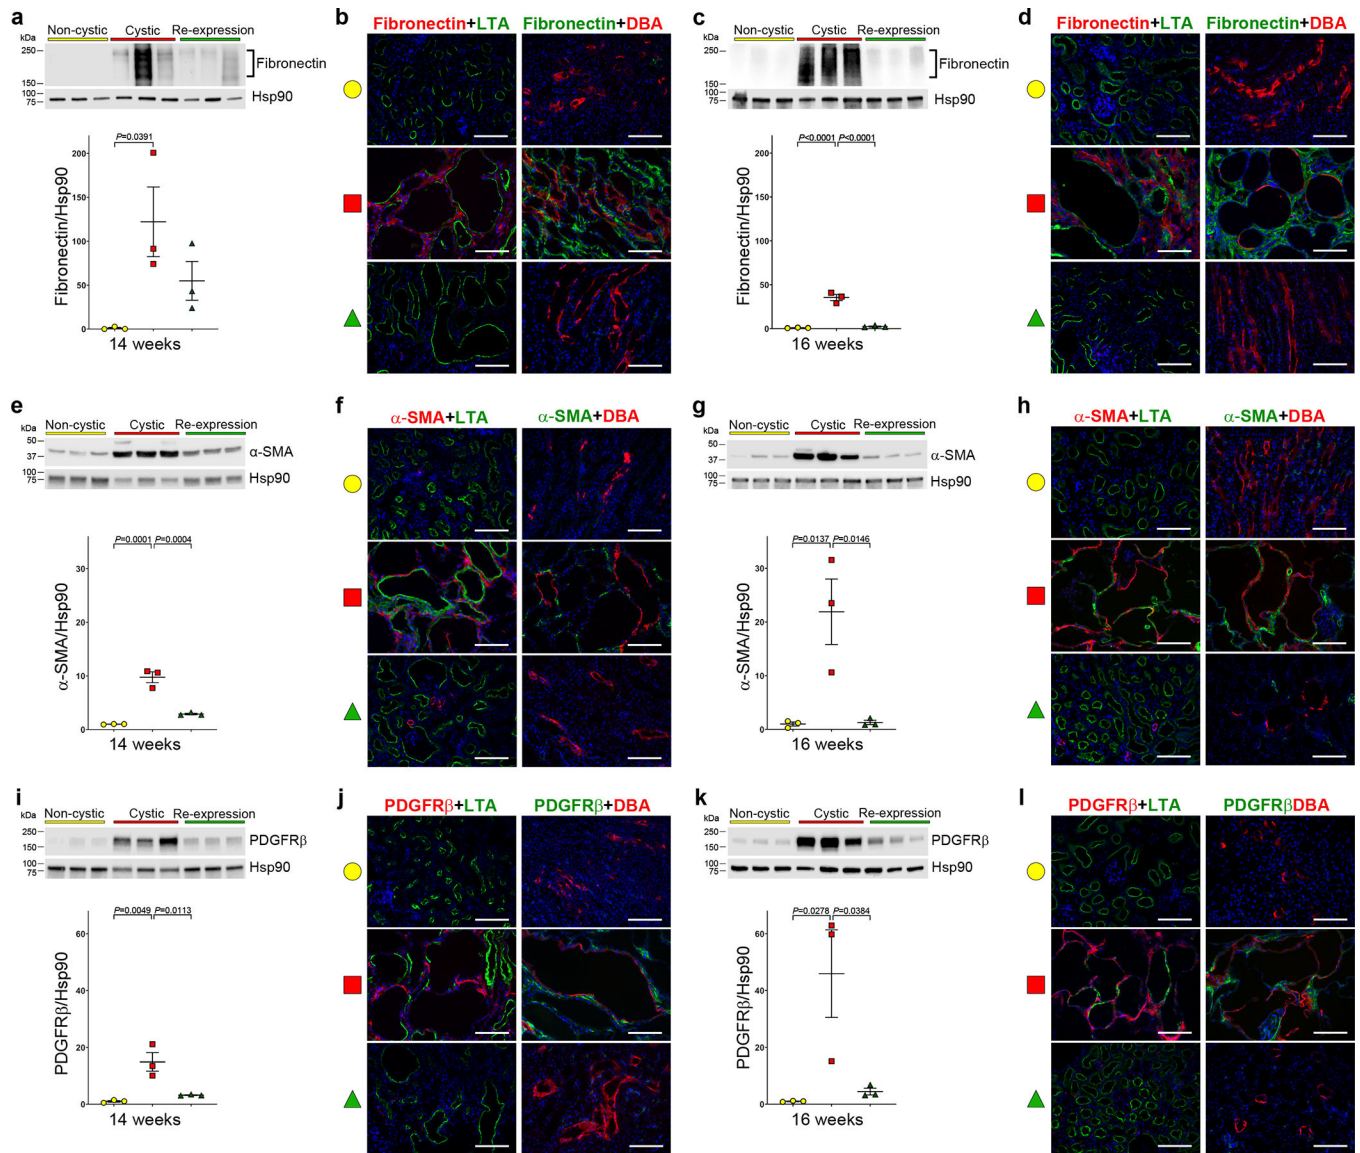 a
Non-cystic Cystic Re-expression
kDa
250
150
100
75
Fibronectin
Hsp90
P=0.0391
200
150
100
50
0
Fibronectin/Hsp90
14 weeks
b
Fibronectin+LTA Fibronectin+DBA
c
Non-cystic Cystic Re-expression
kDa
250
150
100
75
Fibronectin
Hsp90
P<0.0001 P<0.0001
200
150
100
50
0
Fibronectin/Hsp90
16 weeks
d
Fibronectin+LTA Fibronectin+DBA
e
Non-cystic Cystic Re-expression
kDa
50
37
100
75
α-SMA
Hsp90
P=0.0001 P=0.0004
30
20
10
0
α-SMA/Hsp90
14 weeks
f
α-SMA+LTA α-SMA+DBA
g
Non-cystic Cystic Re-expression
kDa
50
37
100
75
α-SMA
Hsp90
P=0.0137 P=0.0146
30
20
10
0
α-SMA/Hsp90
16 weeks
h
α-SMA+LTA α-SMA+DBA
i
Non-cystic Cystic Re-expression
kDa
250
150
100
75
PDGFRβ
Hsp90
P=0.0049 P=0.0113
60
40
20
0
PDGFRβ/Hsp90
14 weeks
j
PDGFRβ+LTA PDGFRβ+DBA
k
Non-cystic Cystic Re-expression
kDa
250
150
100
75
PDGFRβ
Hsp90
P=0.0278 P=0.0384
60
40
20
0
PDGFRβ/Hsp90
16 weeks
l
PDGFRβ+LTA PDGFRβDBA